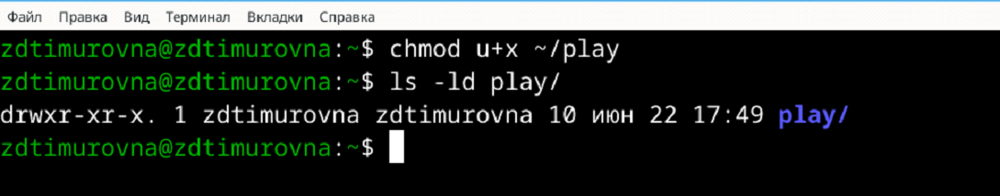 Файл Правка Вид Терминал Вкладки Справка
zdtimurovna@zdtimurovna:~$ chmod u+x ~/play
zdtimurovna@zdtimurovna:~$ ls -ld play/
drwxr-xr-x. 1 zdtimurovna zdtimurovna 10 июн 22 17:49 play/
zdtimurovna@zdtimurovna:~$